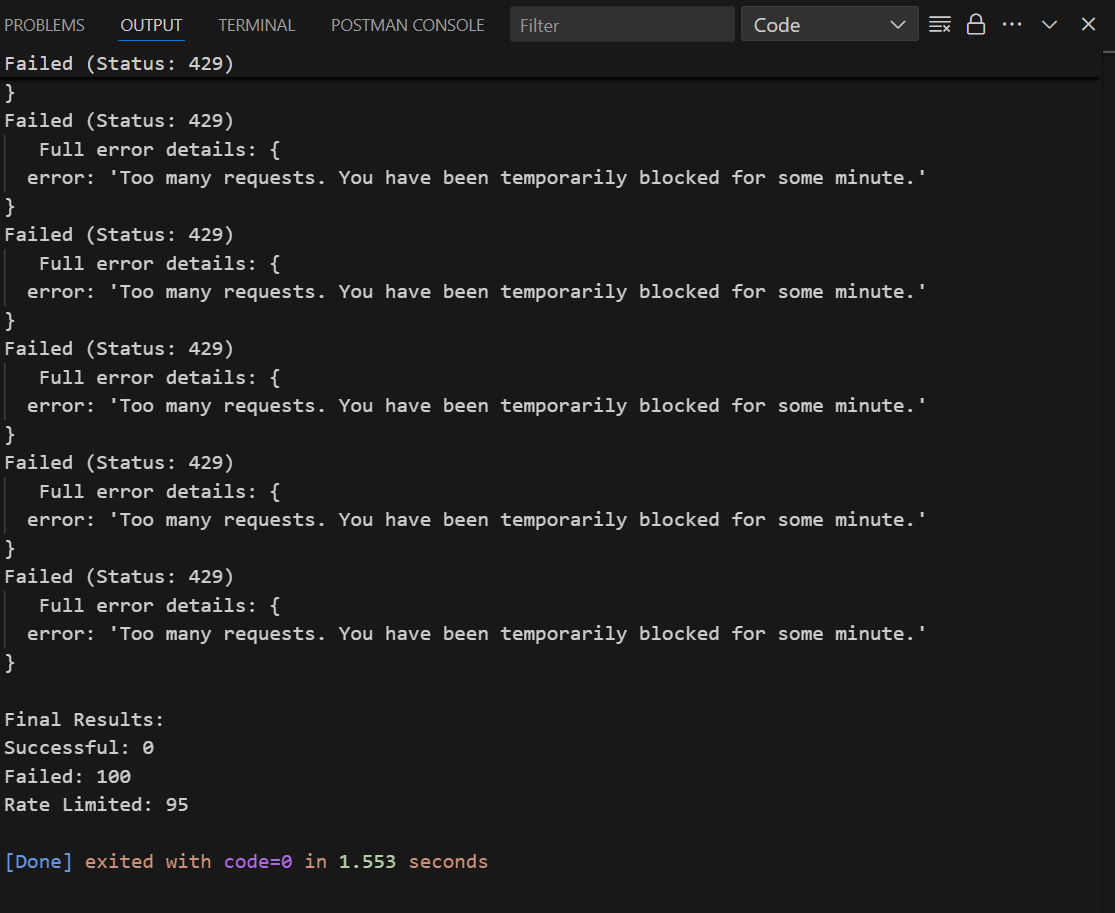 PROBLEMS OUTPUT TERMINAL POSTMAN CONSOLE Filter Code
Failed (Status: 429)
}
Failed (Status: 429)
Full error details: {
error: 'Too many requests. You have been temporarily blocked for some minute.'
}
Failed (Status: 429)
Full error details: {
error: 'Too many requests. You have been temporarily blocked for some minute.'
}
Failed (Status: 429)
Full error details: {
error: 'Too many requests. You have been temporarily blocked for some minute.'
}
Failed (Status: 429)
Full error details: {
error: 'Too many requests. You have been temporarily blocked for some minute.'
}
Failed (Status: 429)
Full error details: {
error: 'Too many requests. You have been temporarily blocked for some minute.'
}
Final Results:
Successful: 0
Failed: 100
Rate Limited: 95
[Done] exited with code=0 in 1.553 seconds